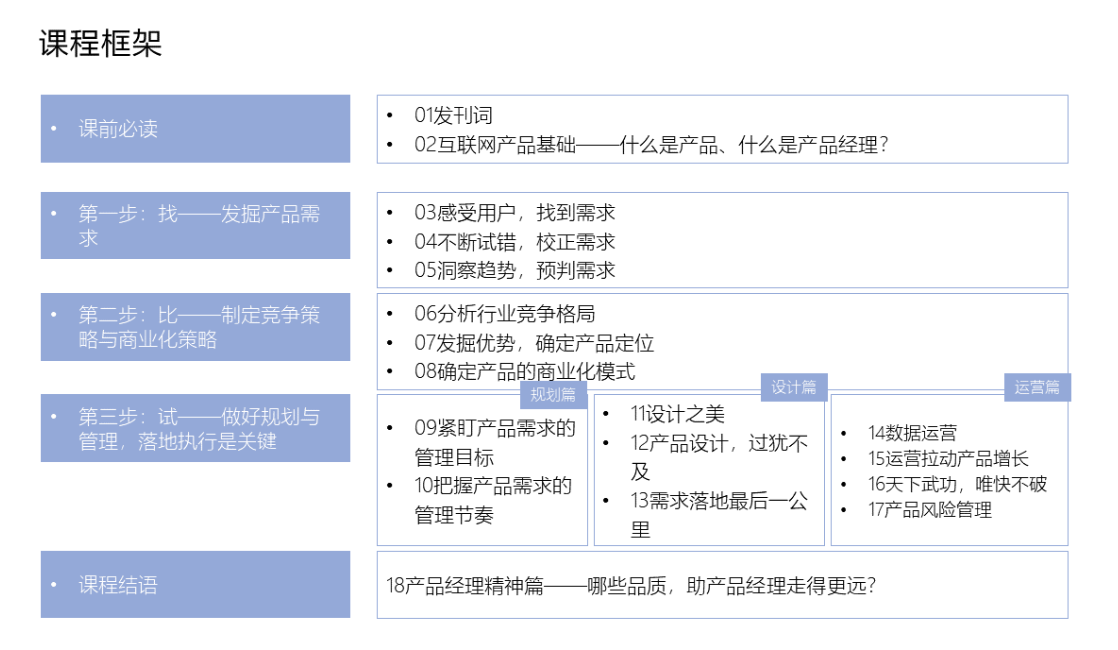 课程框架
• 课前必读
• 01发刊词
• 02互联网产品基础——什么是产品、什么是产品经理？
• 第一步：找——发掘产品需
求
• 03感受用户，找到需求
• 04不断试错，校正需求
• 05洞察趋势，预判需求
• 第二步：比——制定竞争策
略与商业化策略
• 06分析行业竞争格局
• 07发掘优势，确定产品定位
• 08确定产品的商业化模式
• 第三步：试——做好规划与
管理，落地执行是关键
规划篇
• 09紧盯产品需求的
管理目标
• 10把握产品需求的
管理节奏
设计篇
• 11设计之美
• 12产品设计，过犹不
及
• 13需求落地最后一公
里
运营篇
• 14数据运营
• 15运营拉动产品增长
• 16天下武功，唯快不破
• 17产品风险管理
• 课程结语
18产品经理精神篇——哪些品质，助产品经理走得更远？